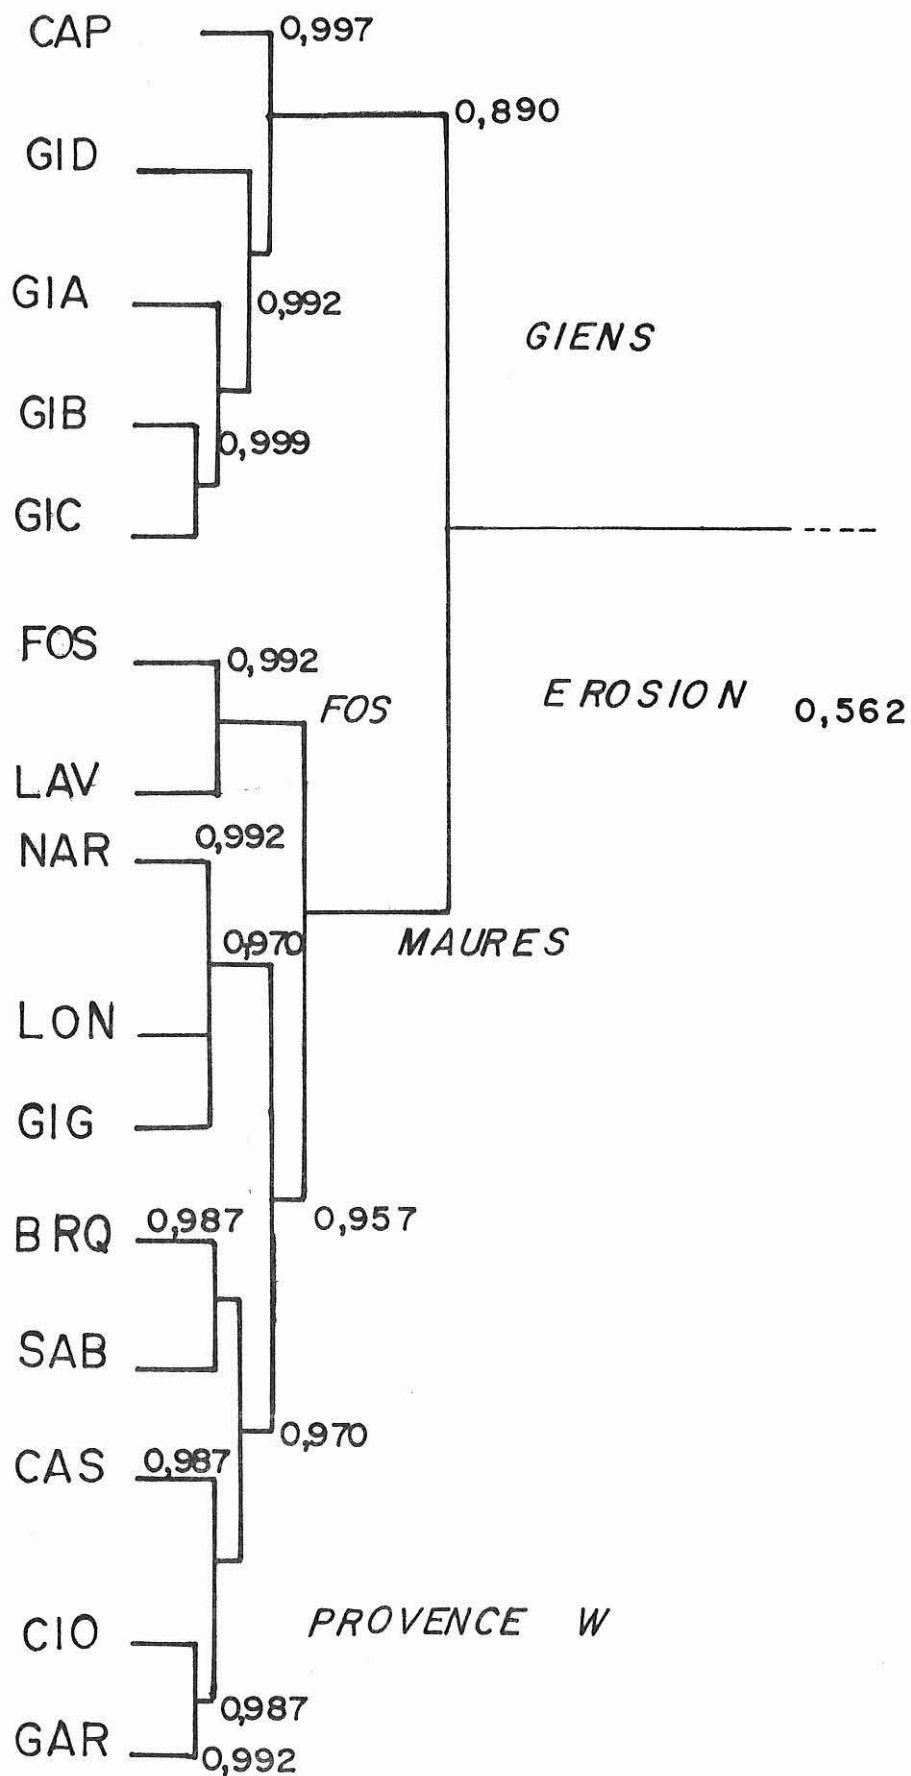 CAP 0,997
0,890
GID
GIA 0,992
GIENS
GIB
0,999
GIC
FOS 0,992
FOS
EROSION 0,562
LAV
NAR 0,992
0,970 MAURES
LON
GIG
BRQ 0,987 0,957
SAB
0,970
CAS 0,987
CIO PROVENCE W
0,987
GAR 0,992